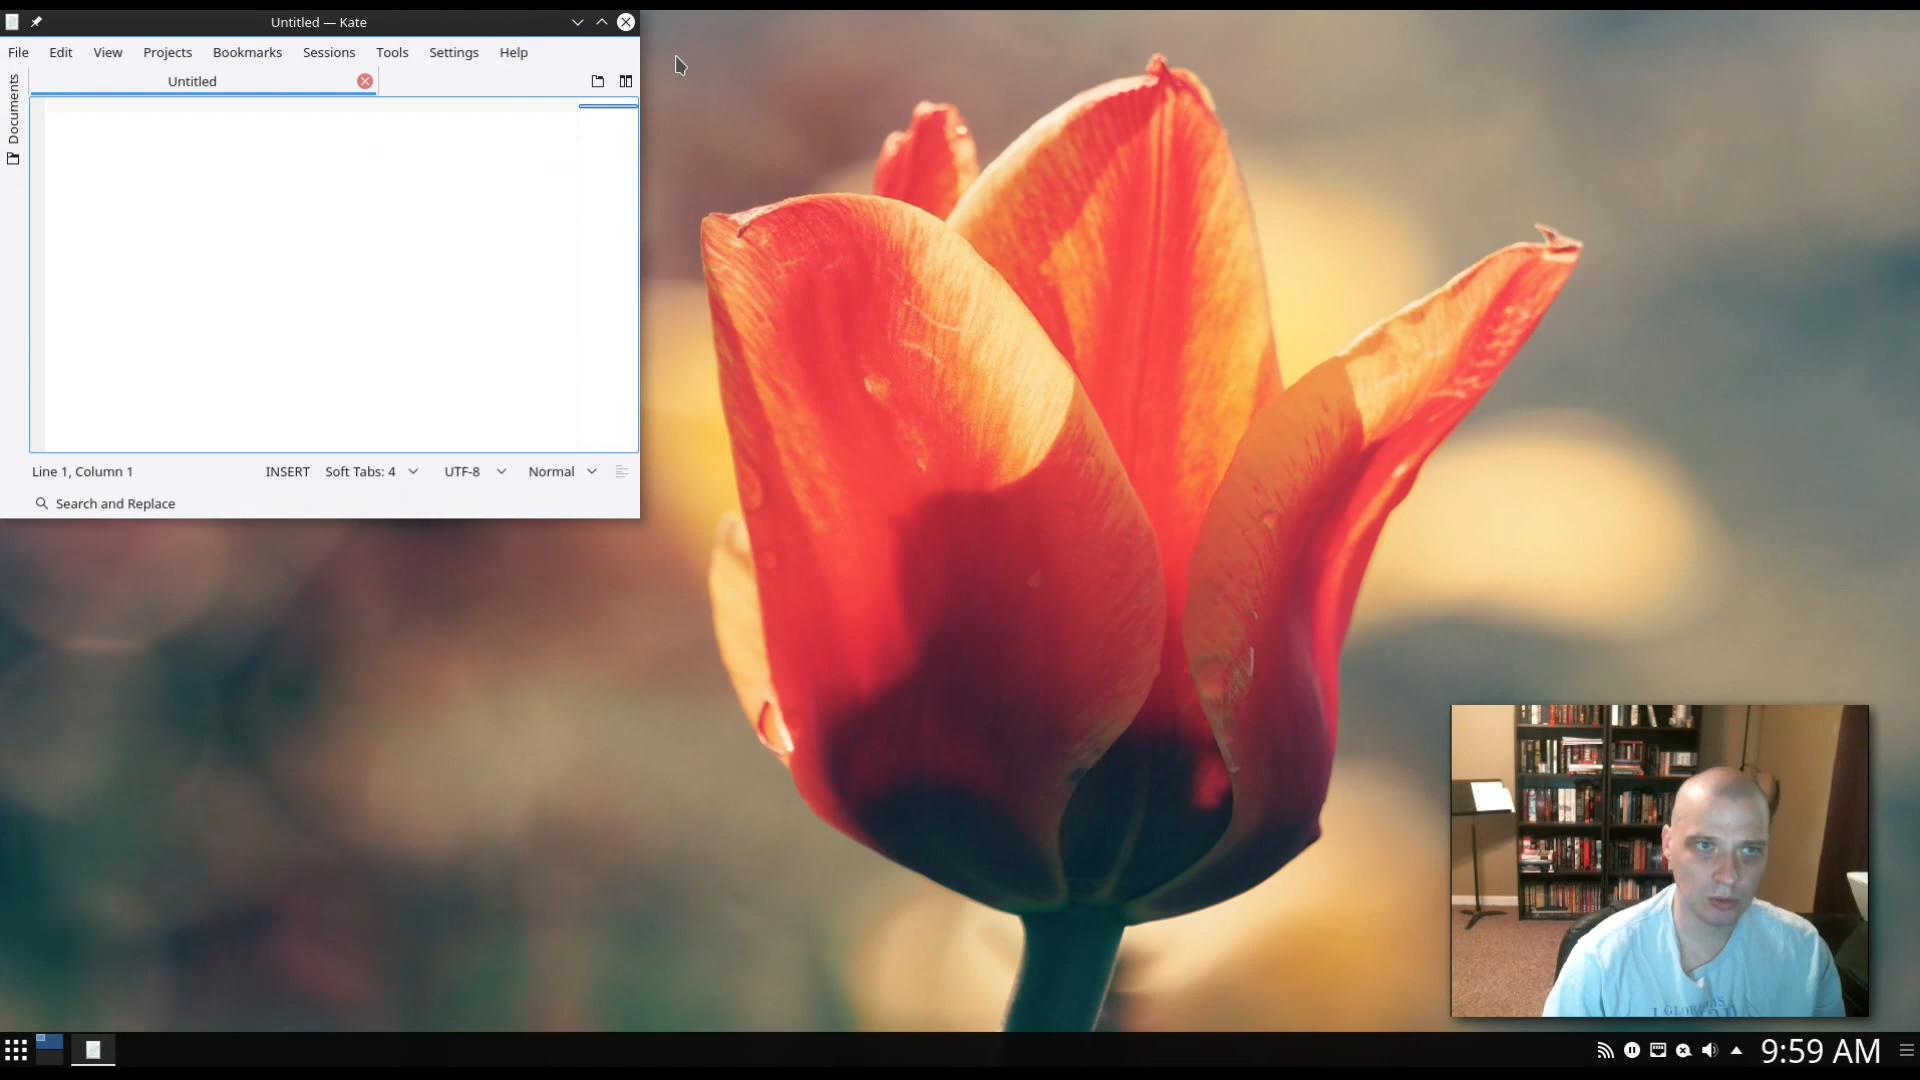 Untitled — Kate
File Edit View Projects Bookmarks Sessions Tools Settings Help
Untitled
Documents
Line 1, Column 1 INSERT Soft Tabs: 4 UTF-8 Normal
Search and Replace
9:59 AM